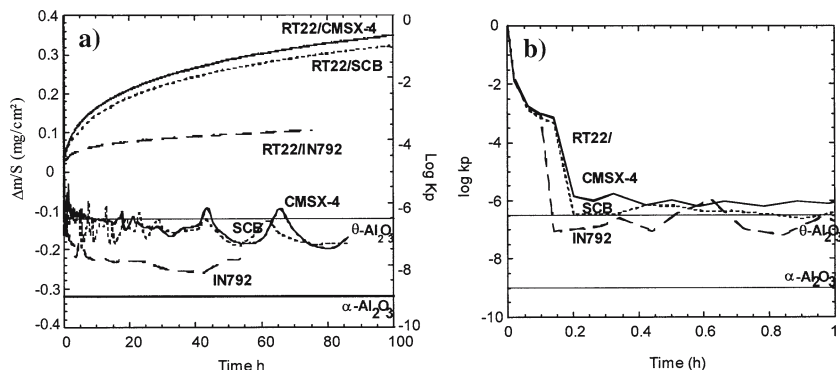 a)
RT22/CMSX-4
RT22/SCB
RT22/IN792
CMSX-4
SCB
IN792
θ-Al2O3
α-Al2O3
Δm/S (mg/cm²)
0.4
0.3
0.2
0.1
0
-0.1
-0.2
-0.3
-0.4
0 20 40 60 80 100
Time h
0
-2
-4
-6
-8
-10
Log Kp
b)
RT22/
CMSX-4
SCB
IN792
θ-Al2O3
α-Al2O3
log kp
0
-2
-4
-6
-8
-10
0 0.2 0.4 0.6 0.8 1
Time (h)